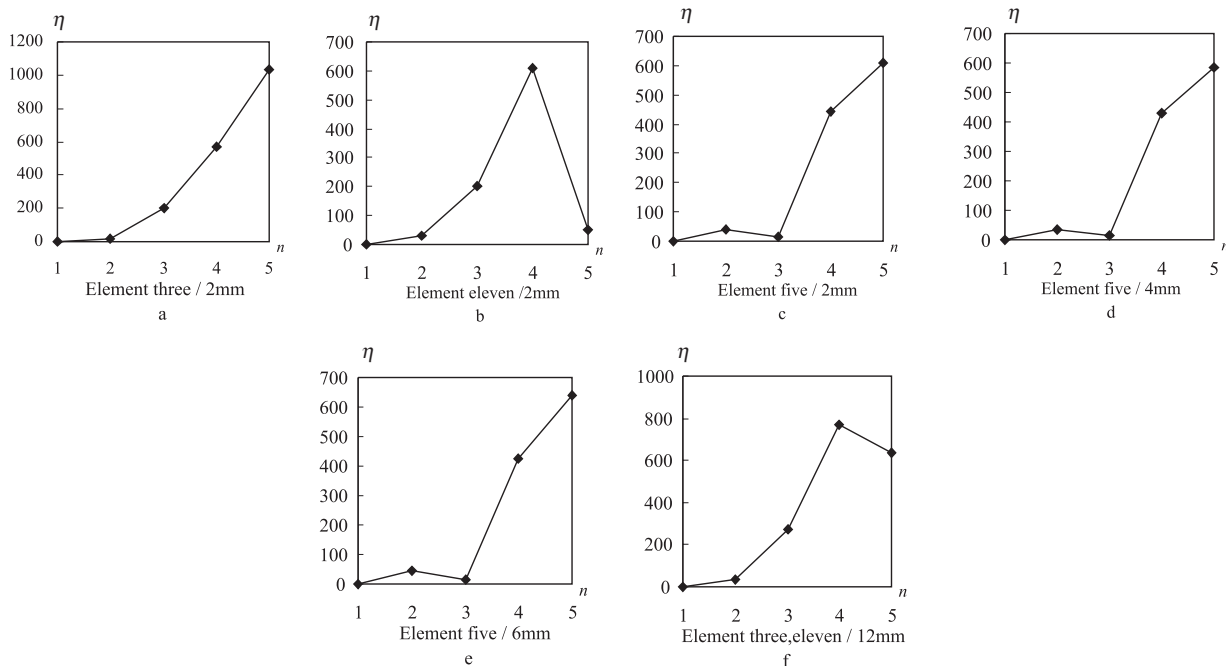 η
1200
1000
800
600
400
200
0
1 2 3 4 5
n
Element three / 2mm
a
η
700
600
500
400
300
200
100
0
1 2 3 4 5
n
Element eleven /2mm
b
η
700
600
500
400
300
200
100
0
1 2 3 4 5
n
Element five / 2mm
c
η
700
600
500
400
300
200
100
0
1 2 3 4 5
n
Element five / 4mm
d
η
700
600
500
400
300
200
100
0
1 2 3 4 5
n
Element five / 6mm
e
η
1000
800
600
400
200
0
1 2 3 4 5
n
Element three,eleven / 12mm
f